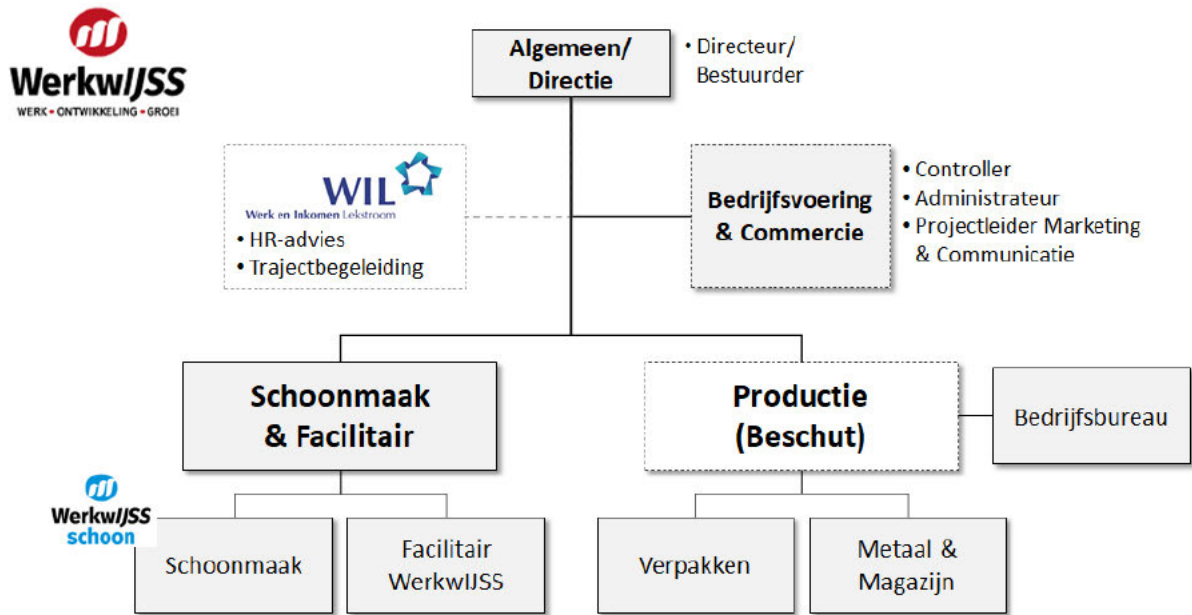 WerkwIJSS
WERK • ONTWIKKELING • GROEI
Algemeen/
Directie
• Directeur/
Bestuurder
WIL
Werk en Inkomen Lekstroom
• HR-advies
• Trajectbegeleiding
Bedrijfsvoering
& Commercie
• Controller
• Administrateur
• Projectleider Marketing
& Communicatie
Schoonmaak
& Facilitair
Productie
(Beschut)
Bedrijfsbureau
WerkwIJSS
schoon
Schoonmaak
Facilitair
WerkwIJSS
Verpakken
Metaal &
Magazijn